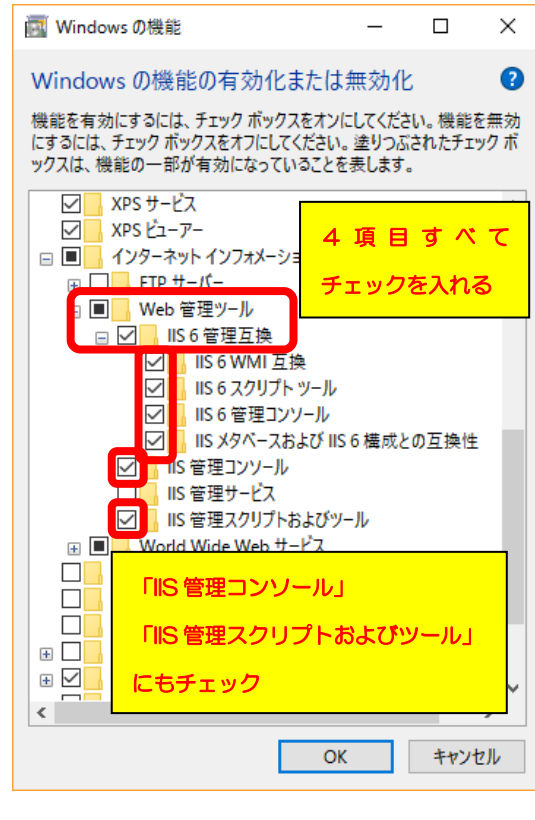 Windows の機能
Windows の機能の有効化または無効化
機能を有効にするには、チェック ボックスをオンにしてください。機能を無効
にするには、チェック ボックスをオフにしてください。塗りつぶされたチェック ボ
ックスは、機能の一部が有効になっていることを表します。
XPS サービス
XPS ビューアー
インターネット インフォメーショ
FTP サーバー
Web 管理ツール
IIS 6 管理互換
IIS 6 WMI 互換
IIS 6 スクリプト ツール
IIS 6 管理コンソール
IIS メタベースおよび IIS 6 構成との互換性
IIS 管理コンソール
IIS 管理サービス
IIS 管理スクリプトおよびツール
World Wide Web サービス
4 項 目 す べ て
チェックを入れる
「IIS 管理コンソール」
「IIS 管理スクリプトおよびツール」
にもチェック
OK
キャンセル